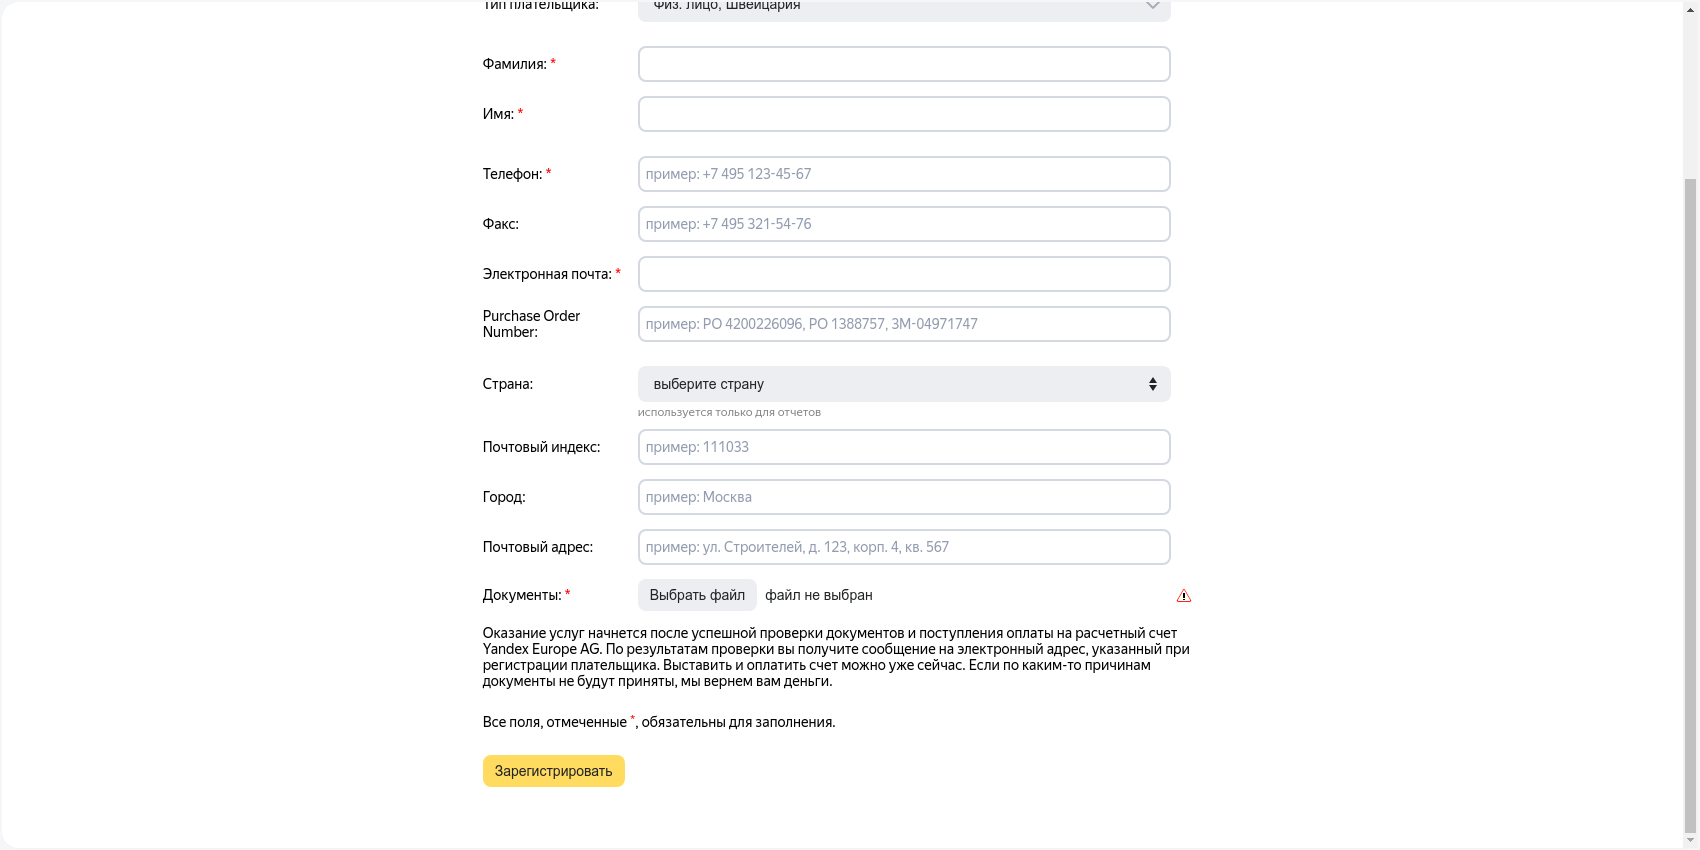 Тип плательщика: Физ. лицо, Швейцария
Фамилия: *
Имя: *
Телефон: * пример: +7 495 123-45-67
Факс: пример: +7 495 321-54-76
Электронная почта: *
Purchase Order
Number:
пример: PO 4200226096, PO 1388757, 3M-04971747
Страна: выберите страну
используется только для отчетов
Почтовый индекс: пример: 111033
Город: пример: Москва
Почтовый адрес: пример: ул. Строителей, д. 123, корп. 4, кв. 567
Документы: * Выбрать файл файл не выбран
Оказание услуг начнется после успешной проверки документов и поступления оплаты на расчетный счет
Yandex Europe AG. По результатам проверки вы получите сообщение на электронный адрес, указанный при
регистрации плательщика. Выставить и оплатить счет можно уже сейчас. Если по каким-то причинам
документы не будут приняты, мы вернем вам деньги.
Все поля, отмеченные *, обязательны для заполнения.
Зарегистрировать